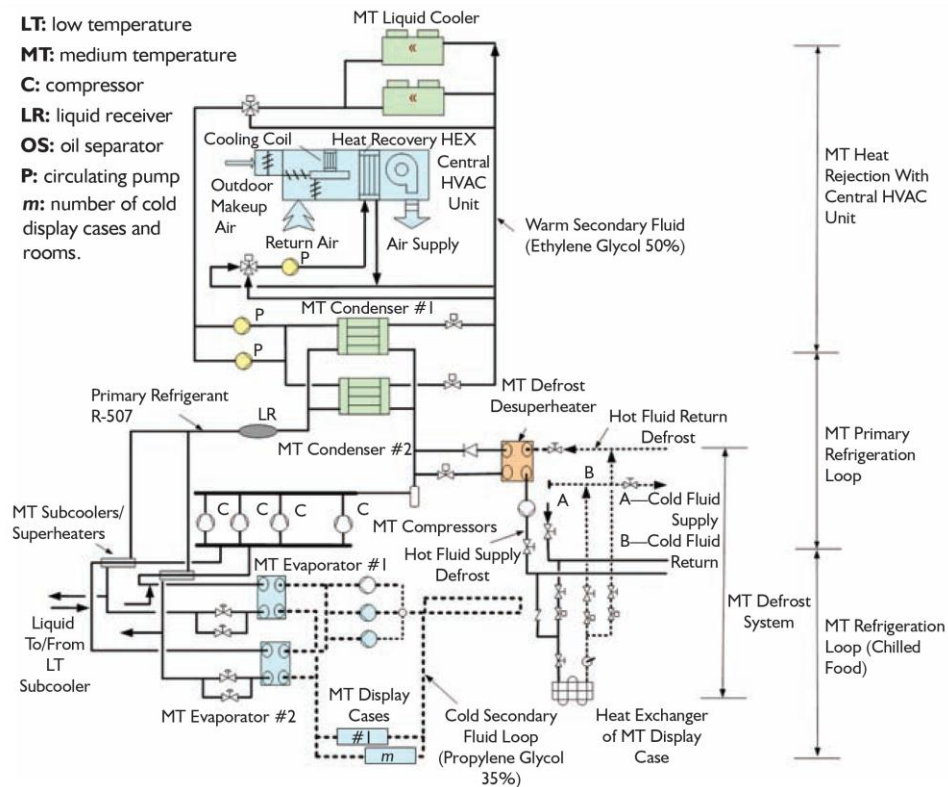 LT: low temperature
MT: medium temperature
C: compressor
LR: liquid receiver
OS: oil separator
P: circulating pump
m: number of cold
display cases and
rooms.
MT Liquid Cooler
Cooling Coil
Heat Recovery HEX
Central
HVAC
Unit
Outdoor
Makeup
Air
Return Air
Air Supply
P
Warm Secondary Fluid
(Ethylene Glycol 50%)
MT Heat
Rejection With
Central HVAC
Unit
MT Condenser #1
P
P
Primary Refrigerant
R-507
LR
MT Condenser #2
MT Defrost
Desuperheater
Hot Fluid Return
Defrost
MT Primary
Refrigeration
Loop
B
A
A—Cold Fluid
Supply
B—Cold Fluid
Return
C
C
C
C
MT Compressors
Hot Fluid Supply
Defrost
MT Subcoolers/
Superheaters
MT Evaporator #1
Liquid
To/From
LT
Subcooler
MT Evaporator #2
MT Display
Cases
#1
m
Cold Secondary
Fluid Loop
(Propylene Glycol
35%)
Heat Exchanger
of MT Display
Case
MT Defrost
System
MT Refrigeration
Loop (Chilled
Food)